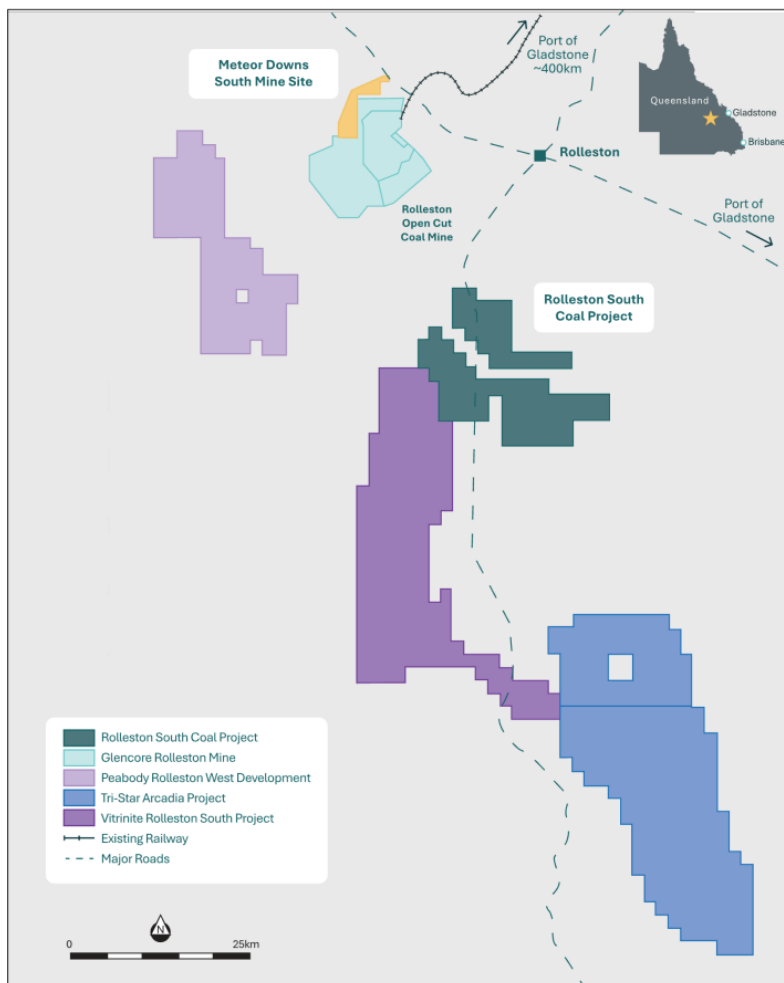 Meteor Downs
South Mine Site
Port of
Gladstone
~400km
Queensland
Gladstone
Brisbane
Rolleston
Port of
Gladstone
Rolleston
Open Cut
Coal Mine
Rolleston South
Coal Project
Rolleston South Coal Project
Glencore Rolleston Mine
Peabody Rolleston West Development
Tri-Star Arcadia Project
Vitrinite Rolleston South Project
Existing Railway
Major Roads
N
0
25km